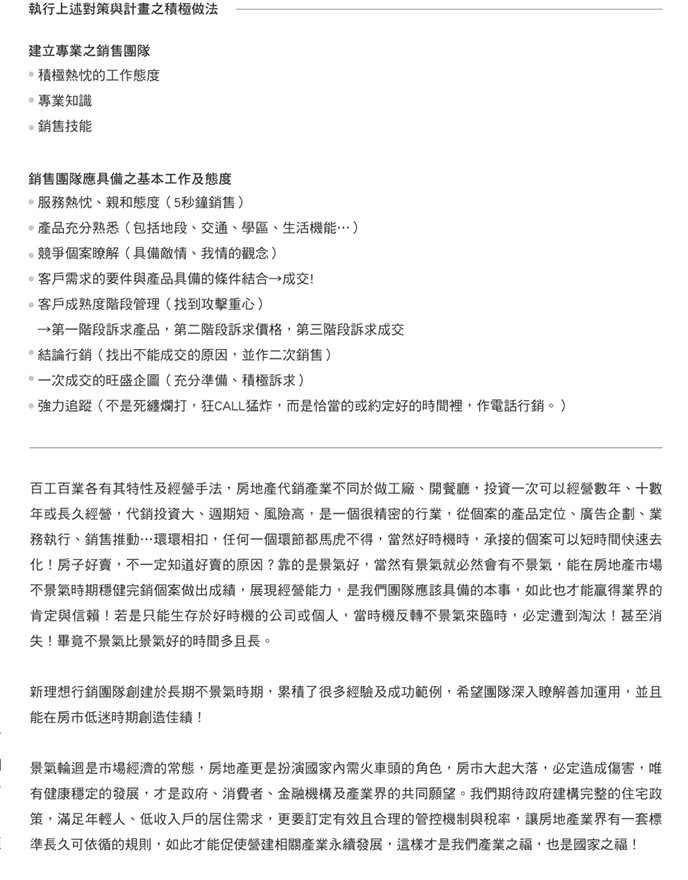 執行上述對策與計畫之積極做法
建立專業之銷售團隊
• 積極熱忱的工作態度
• 專業知識
• 銷售技能
銷售團隊應具備之基本工作及態度
• 服務熱忱、親和態度（5秒鐘銷售）
• 產品充分熟悉（包括地段、交通、學區、生活機能⋯）
• 競爭個案瞭解（具備敵情、我情的觀念）
• 客戶需求的要件與產品具備的條件結合→成交!
• 客戶成熟度階段管理（找到攻擊重心）
→第一階段訴求產品，第二階段訴求價格，第三階段訴求成交
• 結論行銷（找出不能成交的原因，並作二次銷售）
• 一次成交的旺盛企圖（充分準備、積極訴求）
• 強力追蹤（不是死纏爛打，狂CALL猛炸，而是恰當的或約定好的時間裡，作電話行銷。）
百工百業各有其特性及經營手法，房地產代銷產業不同於做工廠、開餐廳，投資一次可以經營數年、十數
年或長久經營，代銷投資大、週期短、風險高，是一個很精密的行業，從個案的產品定位、廣告企劃、業
務執行、銷售推動⋯環環相扣，任何一個環節都馬虎不得，當然好時機時，承接的個案可以短時間快速去
化！房子好賣，不一定知道好賣的原因？靠的是景氣好，當然有景氣就必然會有不景氣，能在房地產市場
不景氣時期穩健完銷個案做出成績，展現經營能力，是我們團隊應該具備的本事，如此也才能贏得業界的
肯定與信賴！若是只能生存於好時機的公司或個人，當時機反轉不景氣來臨時，必定遭到淘汰！甚至消
失！畢竟不景氣比景氣好的時間多且長。
新理想行銷團隊創建於長期不景氣時期，累積了很多經驗及成功範例，希望團隊深入瞭解善加運用，並且
能在房市低迷時期創造佳績！
景氣輪迴是市場經濟的常態，房地產更是扮演國家內需火車頭的角色，房市大起大落，必定造成傷害，唯
有健康穩定的發展，才是政府、消費者、金融機構及產業界的共同願望。我們期待政府建構完整的住宅政
策，滿足年輕人、低收入戶的居住需求，更要訂定有效且合理的管控機制與稅率，讓房地產業界有一套標
準長久可依循的規則，如此才能促使營建相關產業永續發展，這樣才是我們產業之福，也是國家之福！